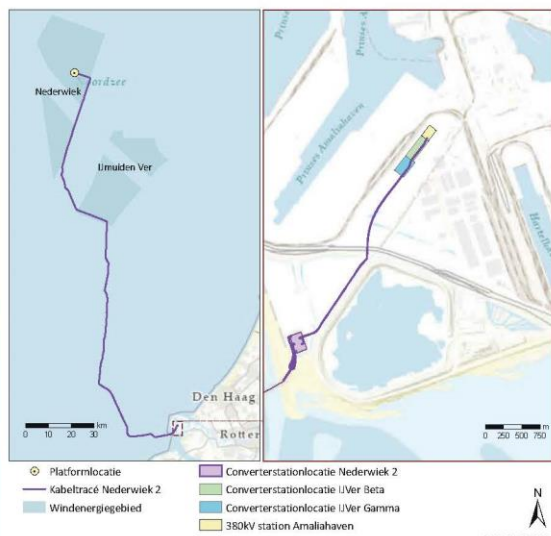 Nederwiek
IJmuiden Ver
Den Haag
Rotter
0 10 20 30
km
Prinses Amaliahaven
Hartelhaven
0 250 500 750
m
Platformlocatie
Kabeltracé Nederwiek 2
Windenergiegebied
Converterstationlocatie Nederwiek 2
Converterstationlocatie IJVer Beta
Converterstationlocatie IJVer Gamma
380kV station Amaliahaven
N